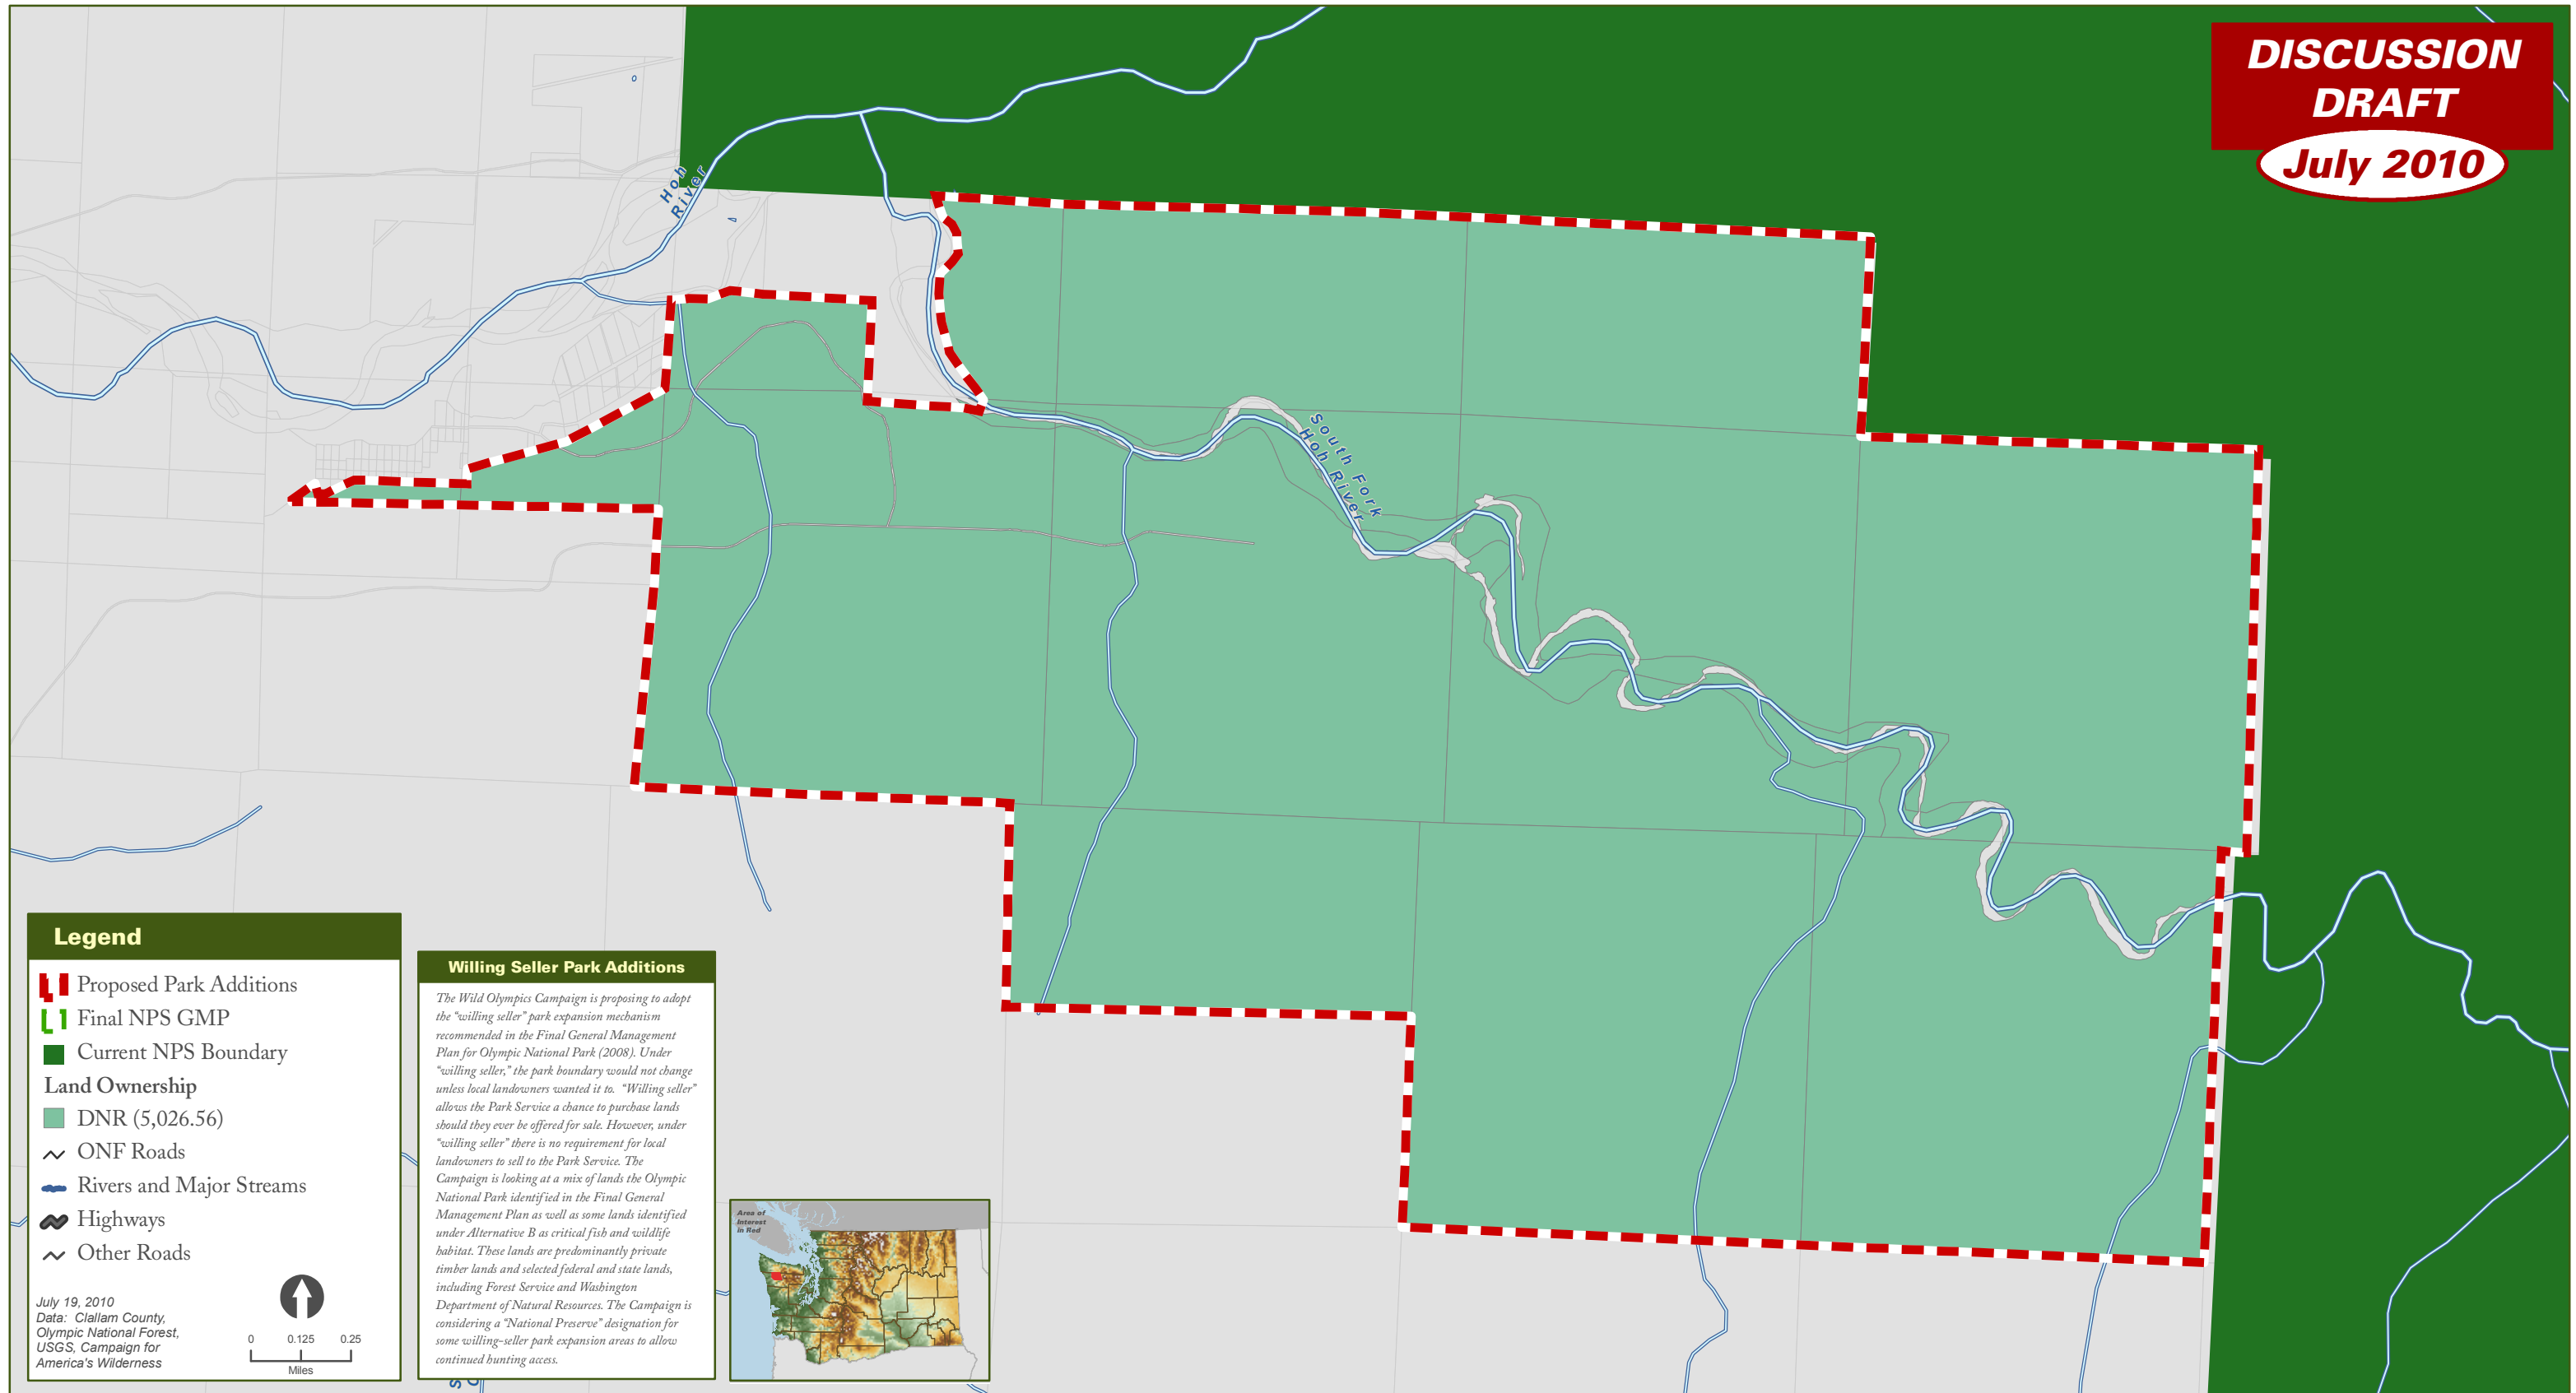 DISCUSSION
DRAFT
July 2010
Hoh
River
South Fork
Hoh River
Legend
Proposed Park Additions
Final NPS GMP
Current NPS Boundary
Land Ownership
DNR (5,026.56)
ONF Roads
Rivers and Major Streams
Highways
Other Roads
July 19, 2010
Data: Clallam County,
Olympic National Forest,
USGS, Campaign for
America's Wilderness
0 0.125 0.25
Miles
Willing Seller Park Additions
The Wild Olympics Campaign is proposing to adopt
the “willing seller” park expansion mechanism
recommended in the Final General Management
Plan for Olympic National Park (2008). Under
“willing seller,” the park boundary would not change
unless local landowners wanted it to. “Willing seller”
allows the Park Service a chance to purchase lands
should they ever be offered for sale. However, under
“willing seller” there is no requirement for local
landowners to sell to the Park Service. The
Campaign is looking at a mix of lands the Olympic
National Park identified in the Final General
Management Plan as well as some lands identified
under Alternative B as critical fish and wildlife
habitat. These lands are predominantly private
timber lands and selected federal and state lands,
including Forest Service and Washington
Department of Natural Resources. The Campaign is
considering a “National Preserve” designation for
some willing-seller park expansion areas to allow
continued hunting access.
Area of
Interest
in Red